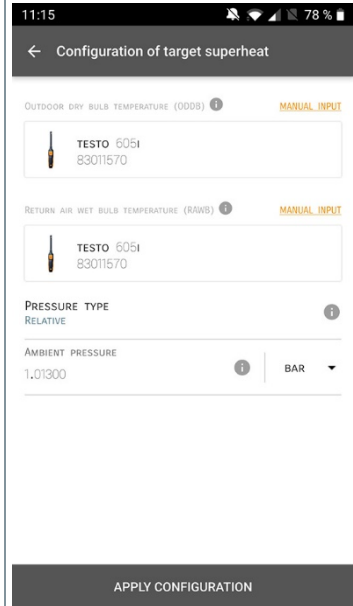 11:15 78 %
Configuration of target superheat
OUTDOOR DRY BULB TEMPERATURE (ODDB) MANUAL INPUT
TESTO 605I
83011570
RETURN AIR WET BULB TEMPERATURE (RAWB) MANUAL INPUT
TESTO 605I
83011570
PRESSURE TYPE
RELATIVE
AMBIENT PRESSURE
1.01300 BAR
APPLY CONFIGURATION